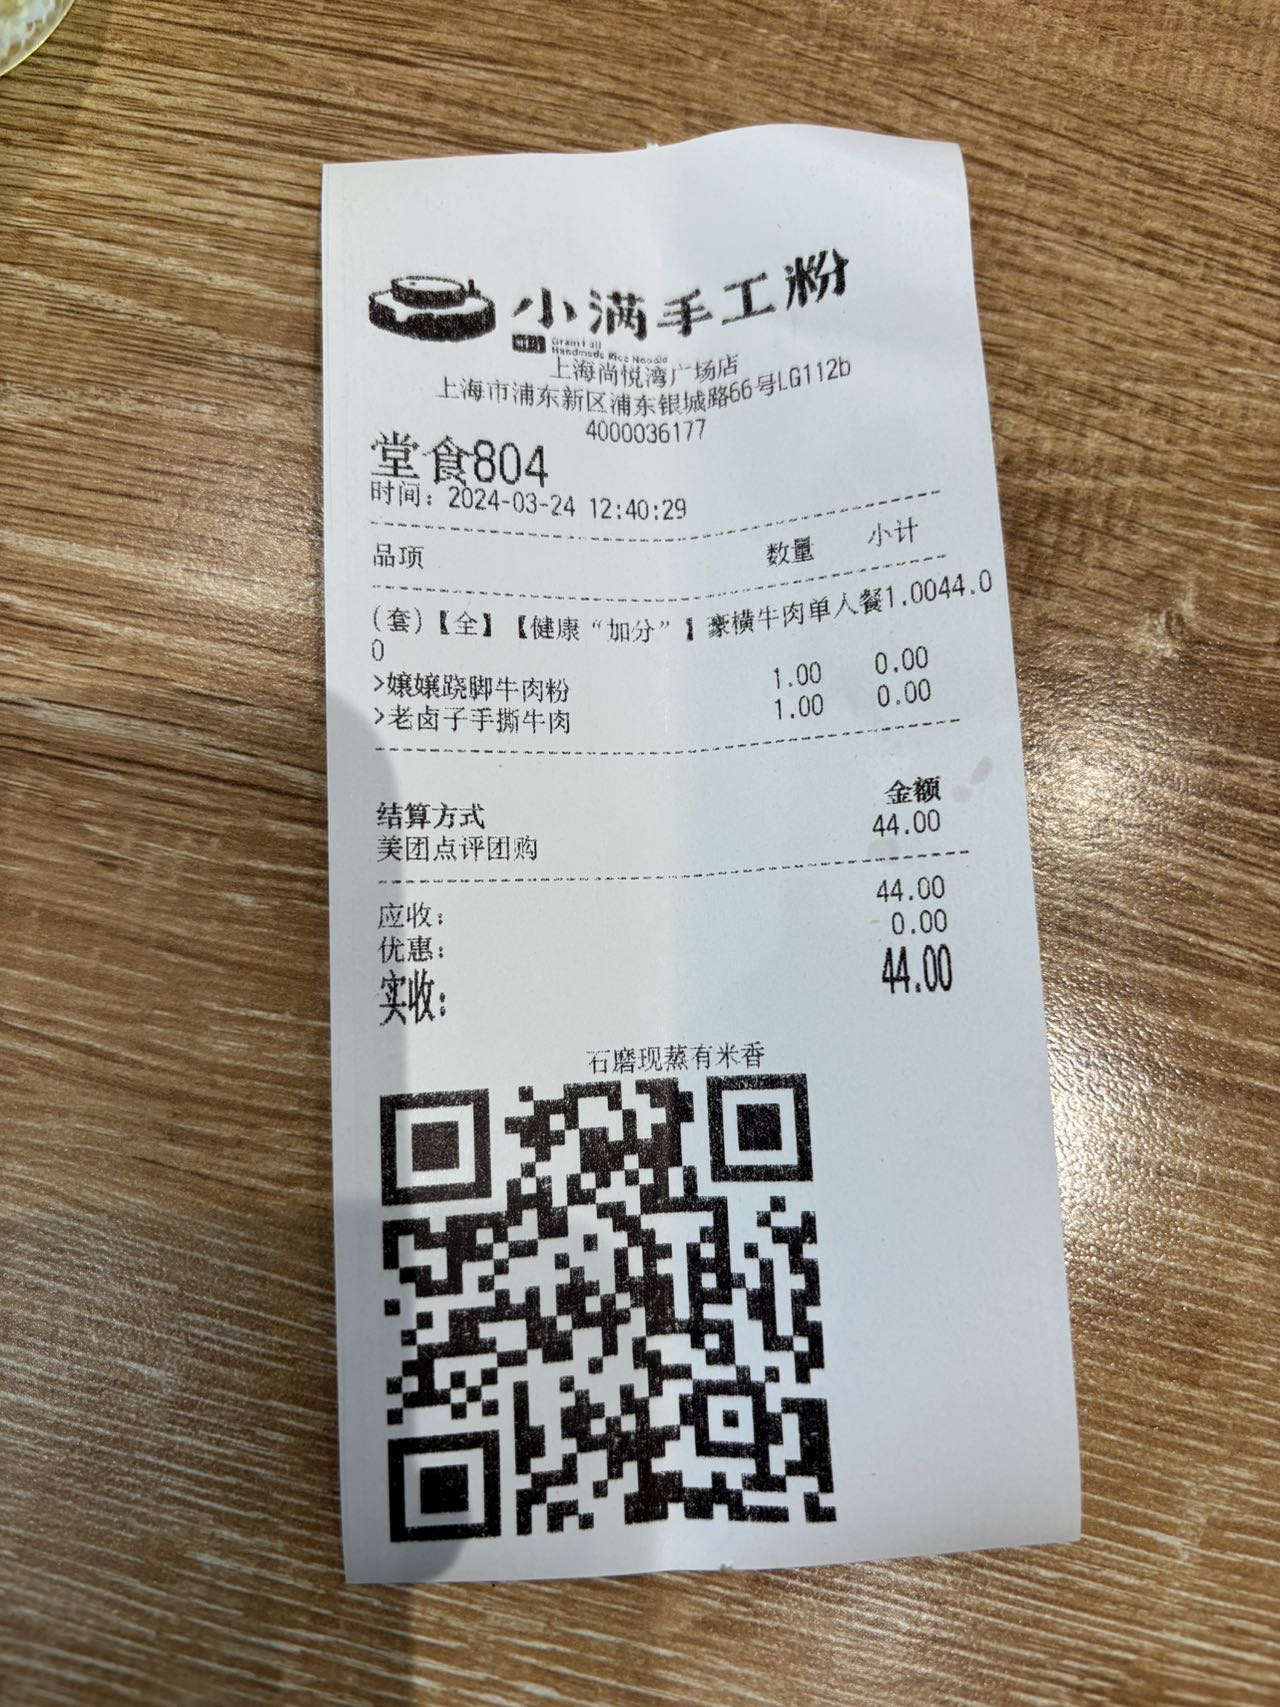 小满手工粉
Grain Full
Handmade Rice Noodle
上海尚悦湾广场店
上海市浦东新区浦东银城路66号LG112b
4000036177
堂食804
时间：2024-03-24 12:40:29
品项 数量 小计
(套)【全】【健康“加分”】豪横牛肉单人餐1.0044.0
0
>嬢嬢跷脚牛肉粉 1.00 0.00
>老卤子手撕牛肉 1.00 0.00
结算方式 金额
美团点评团购 44.00
应收： 44.00
优惠： 0.00
实收： 44.00
石磨现蒸有米香